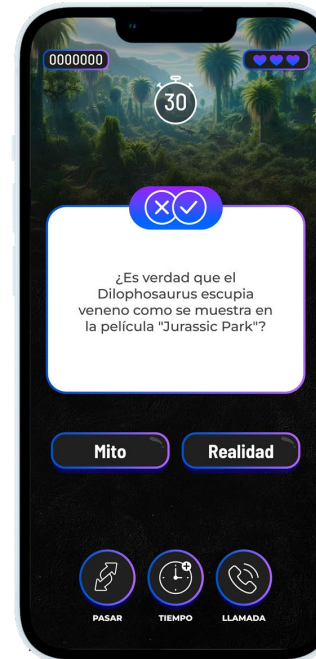 0000000
30
¿Es verdad que el
Dilophosaurus escupia
veneno como se muestra en
la película "Jurassic Park"?
Mito
Realidad
PASAR
TIEMPO
LLAMADA